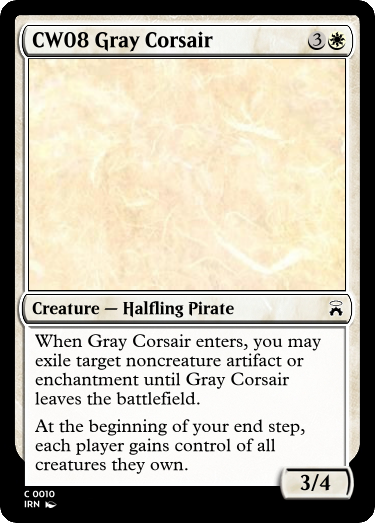 CW08 Gray Corsair 3
Creature — Halfling Pirate
When Gray Corsair enters, you may
exile target noncreature artifact or
enchantment until Gray Corsair
leaves the battlefield.
At the beginning of your end step,
each player gains control of all
creatures they own.
3/4
C 0010
IRN